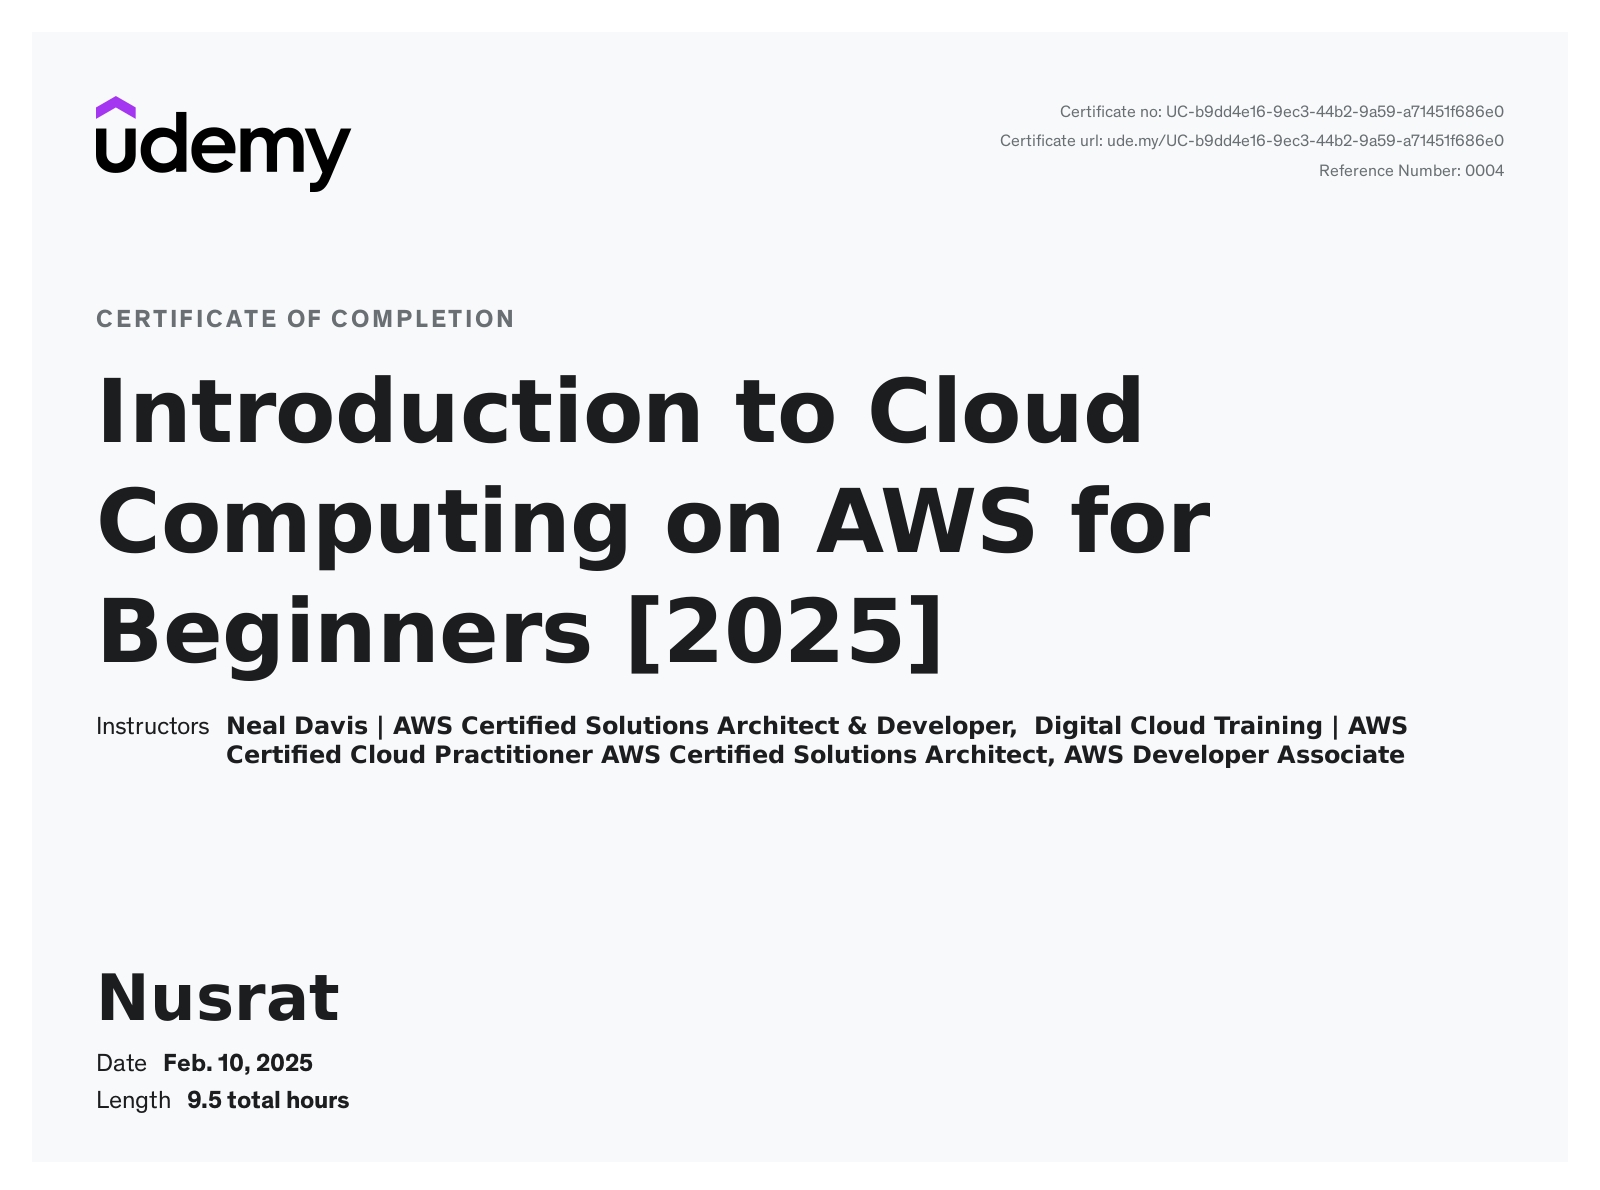 udemy
Certificate no: UC-b9dd4e16-9ec3-44b2-9a59-a71451f686e0
Certificate url: ude.my/UC-b9dd4e16-9ec3-44b2-9a59-a71451f686e0
Reference Number: 0004
CERTIFICATE OF COMPLETION
Introduction to Cloud
Computing on AWS for
Beginners [2025]
Instructors Neal Davis | AWS Certified Solutions Architect & Developer, Digital Cloud Training | AWS
Certified Cloud Practitioner AWS Certified Solutions Architect, AWS Developer Associate
Nusrat
Date Feb. 10, 2025
Length 9.5 total hours